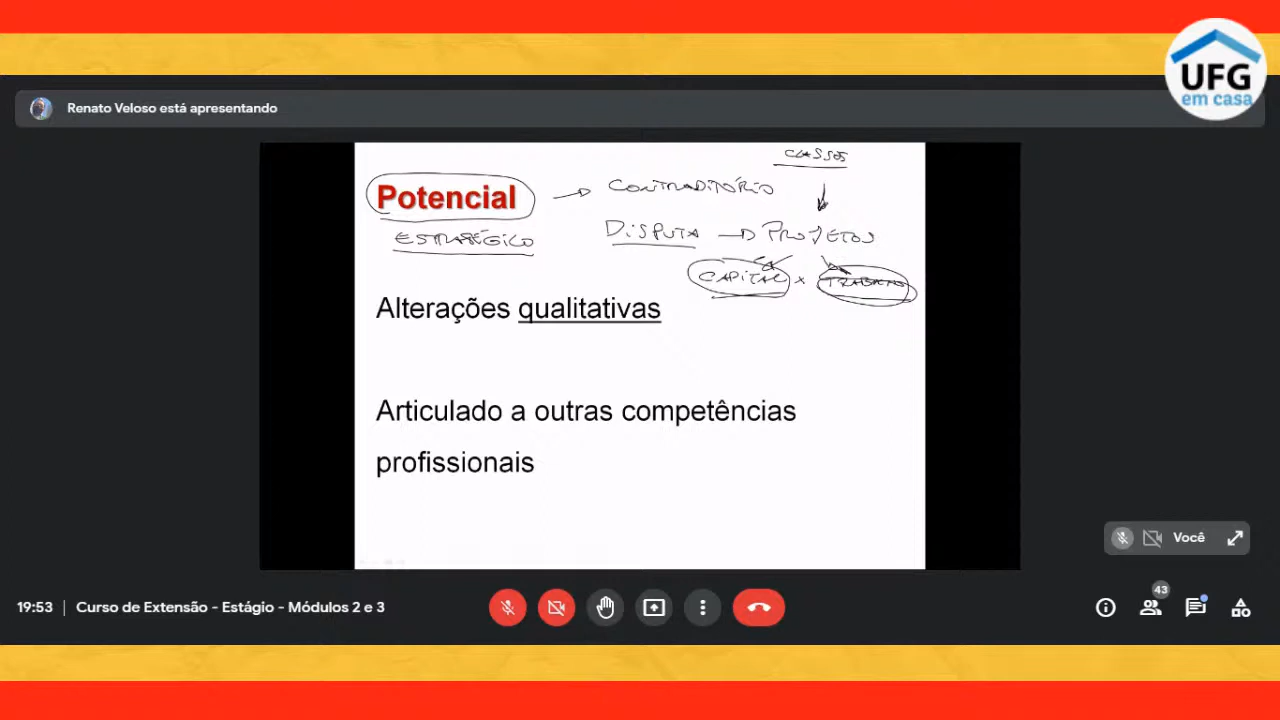 UFG
em casa
Renato Veloso está apresentando
CLASSES
Potencial → CONTRADITÓRIO
ESTRATÉGICO
DISPUTA → PROJETOS
CAPITAL x TRABALHO
Alterações qualitativas
Articulado a outras competências
profissionais
Você
19:53 | Curso de Extensão - Estágio - Módulos 2 e 3
43